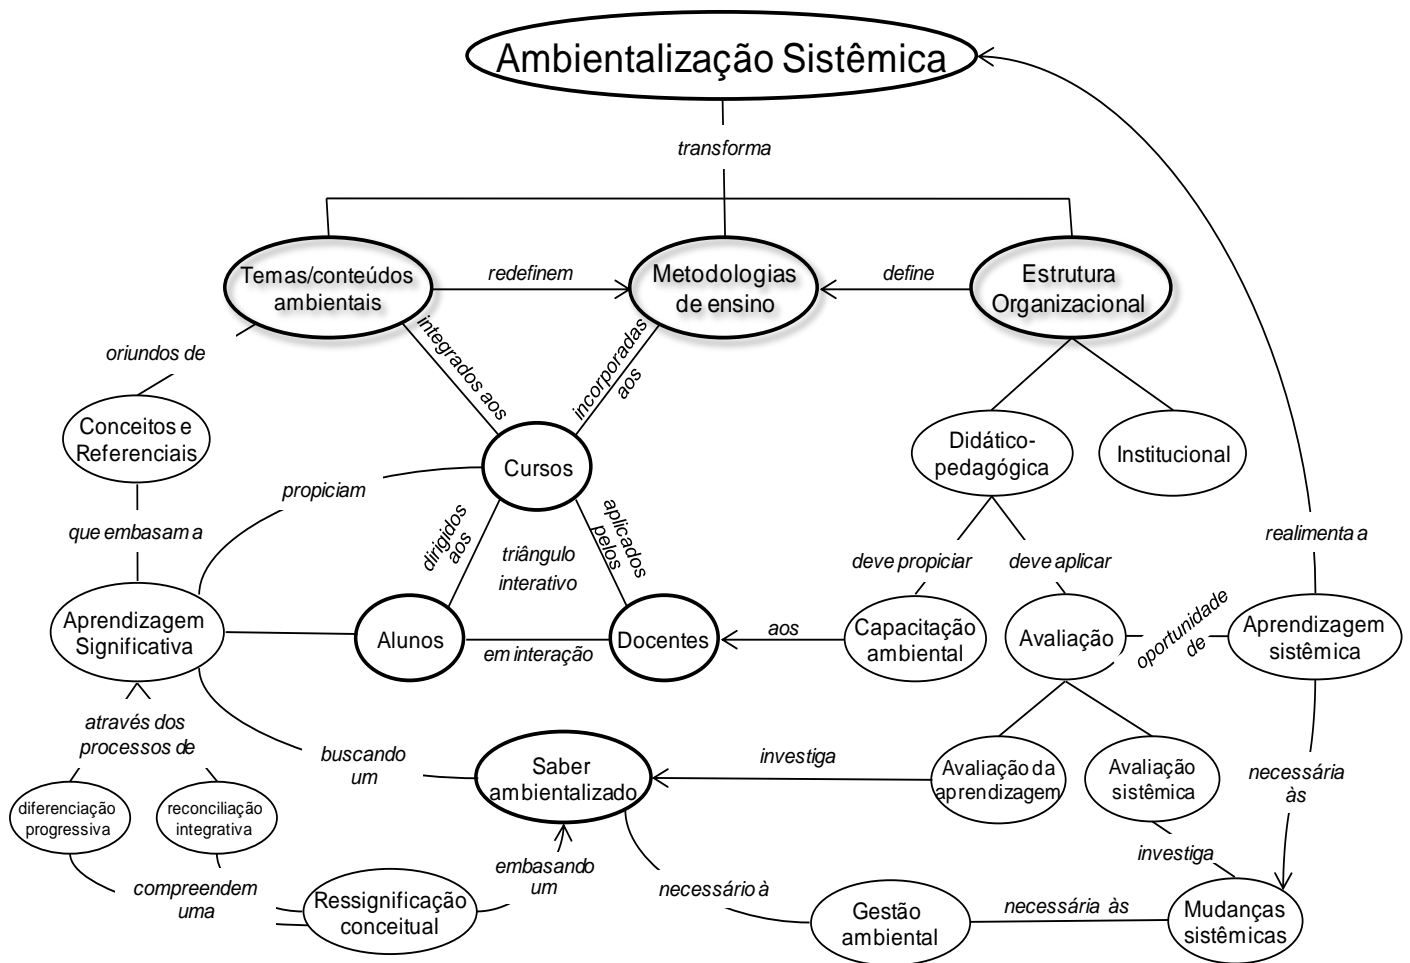 Ambientalização Sistêmica
transforma
Temas/conteúdos
ambientais
redefinem
Metodologias
de ensino
define
Estrutura
Organizacional
oriundos de
integrados aos
incorporadas
aos
Conceitos e
Referenciais
Cursos
Didático-
pedagógica
Institucional
propiciam
que embasam a
dirigidos
aos
triângulo
interativo
aplicados
pelos
deve propiciar
deve aplicar
realimenta a
Aprendizagem
Significativa
Alunos
em interação
Docentes
aos
Capacitação
ambiental
Avaliação
oportunidade
de
Aprendizagem
sistêmica
através dos
processos de
buscando
um
Saber
ambientalizado
investiga
Avaliação da
aprendizagem
Avaliação
sistêmica
necessária
às
diferenciação
progressiva
reconciliação
integrativa
investiga
compreendem
uma
Ressignificação
conceitual
embasando
um
necessário à
Gestão
ambiental
necessária às
Mudanças
sistêmicas